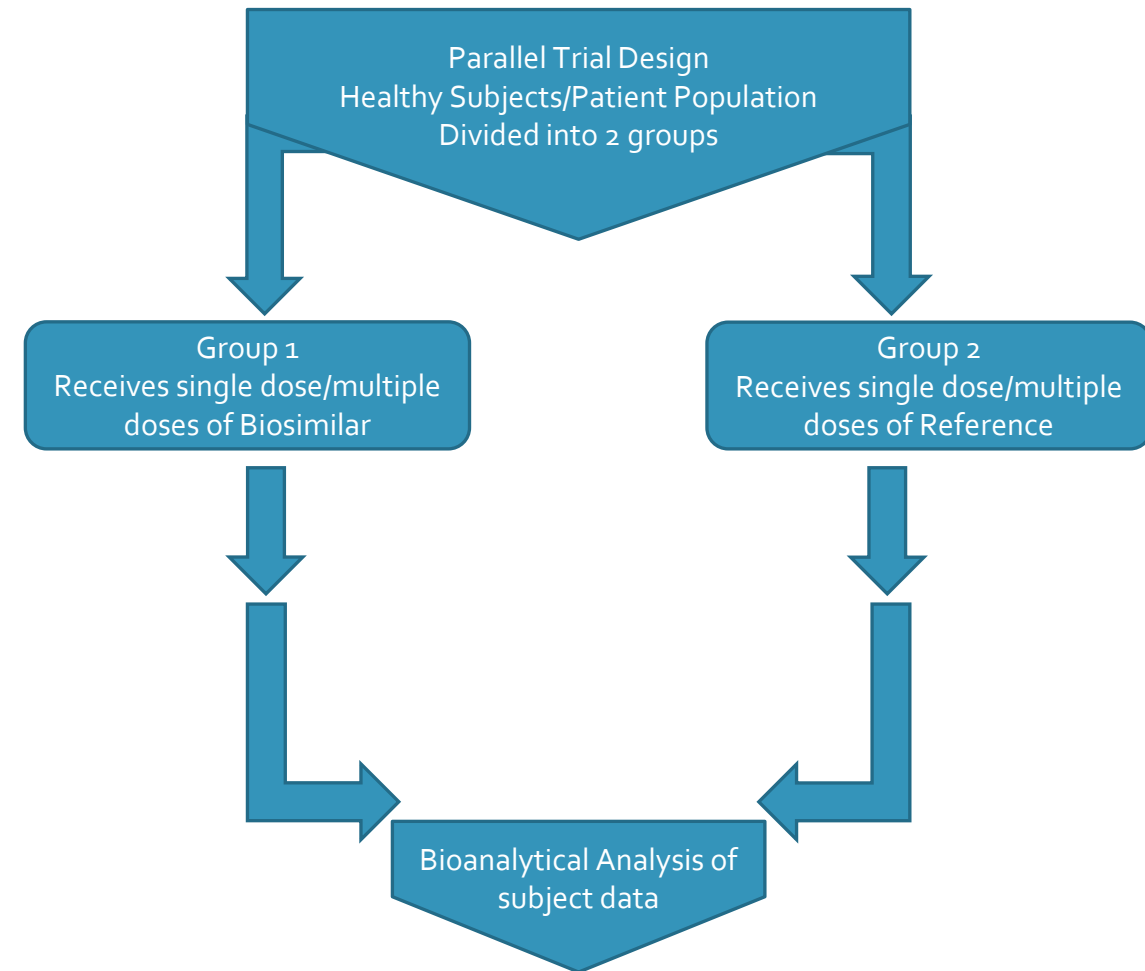 Parallel Trial Design
Healthy Subjects/Patient Population
Divided into 2 groups
Group 1
Receives single dose/multiple
doses of Biosimilar
Group 2
Receives single dose/multiple
doses of Reference
Bioanalytical Analysis of
subject data